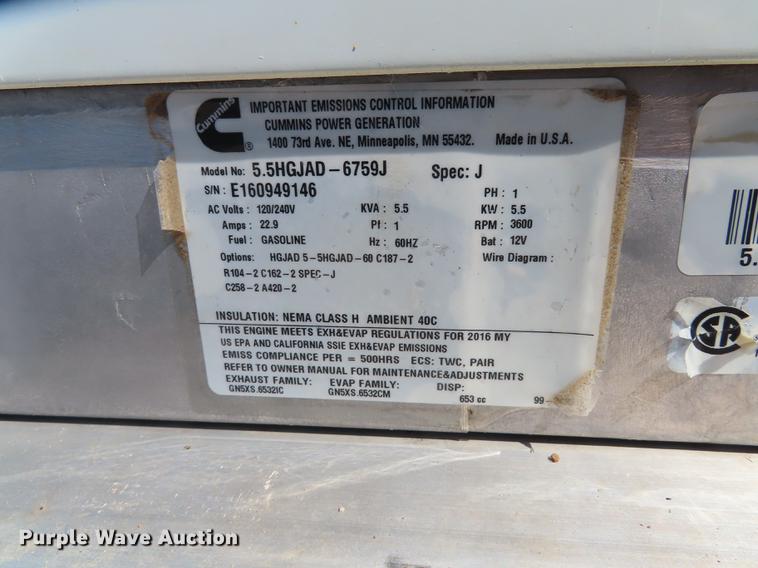 Cummins
®
IMPORTANT EMISSIONS CONTROL INFORMATION
CUMMINS POWER GENERATION
1400 73rd Ave. NE, Minneapolis, MN 55432. Made in U.S.A.
Model No: 5.5HGJAD-6759J Spec: J
S/N : E160949146 PH : 1
AC Volts : 120/240V KVA : 5.5 KW : 5.5
Amps : 22.9 Pf : 1 RPM : 3600
Fuel : GASOLINE Hz : 60HZ Bat : 12V
Options: HGJAD 5-5HGJAD-60 C187-2 Wire Diagram :
R104-2 C162-2 SPEC-J
C258-2 A420-2
INSULATION: NEMA CLASS H AMBIENT 40C
THIS ENGINE MEETS EXH&EVAP REGULATIONS FOR 2016 MY
US EPA AND CALIFORNIA SSIE EXH&EVAP EMISSIONS
EMISS COMPLIANCE PER = 500HRS ECS: TWC, PAIR
REFER TO OWNER MANUAL FOR MAINTENANCE&ADJUSTMENTS
EXHAUST FAMILY: EVAP FAMILY: DISP:
GN5XS.6532IC GN5XS.6532CM 653 cc 99-
5.
SA
Purple Wave Auction